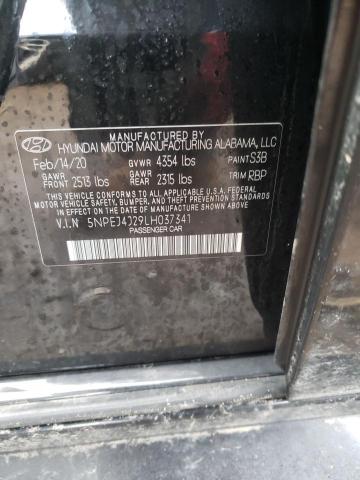 MANUFACTURED BY
HYUNDAI MOTOR MANUFACTURING ALABAMA, LLC
Feb/14/20 GVWR 4354 lbs PAINT S3B
GAWR FRONT 2513 lbs GAWR REAR 2315 lbs TRIM RBP
THIS VEHICLE CONFORMS TO ALL APPLICABLE U.S. FEDERAL
MOTOR VEHICLE SAFETY, BUMPER, AND THEFT PREVENTION STANDARDS
IN EFFECT ON THE DATE OF MANUFACTURE SHOWN ABOVE.
V.I.N 5NPEJ4J29LH037341
PASSENGER CAR